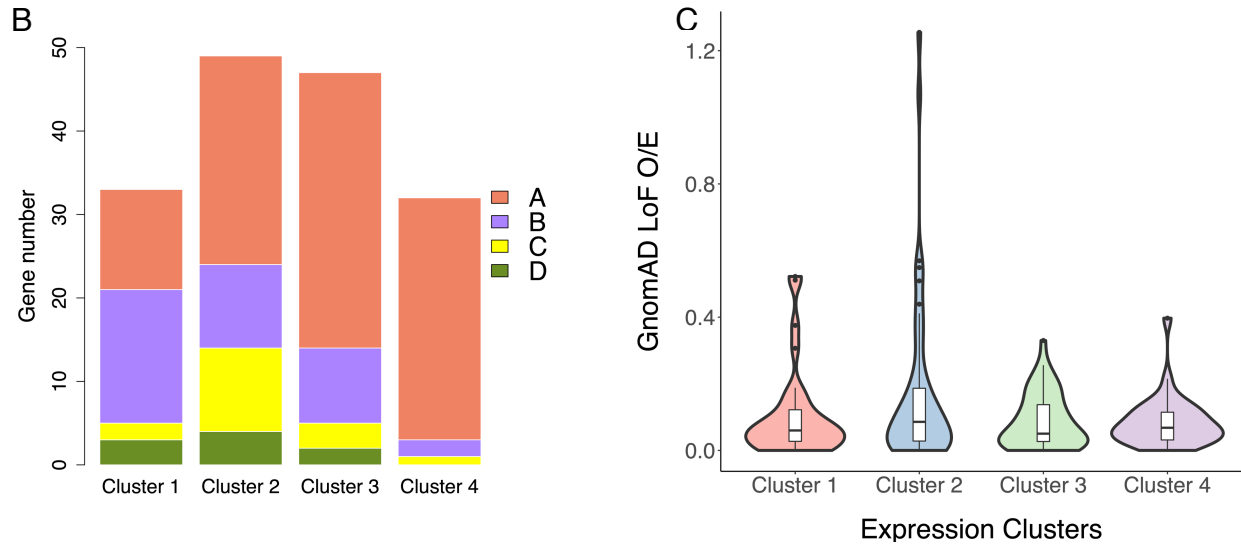 B
Gene number
50
40
30
20
10
0
Cluster 1 Cluster 2 Cluster 3 Cluster 4
A
B
C
D
C
GnomAD LoF O/E
1.2
0.8
0.4
0.0
Cluster 1 Cluster 2 Cluster 3 Cluster 4
Expression Clusters